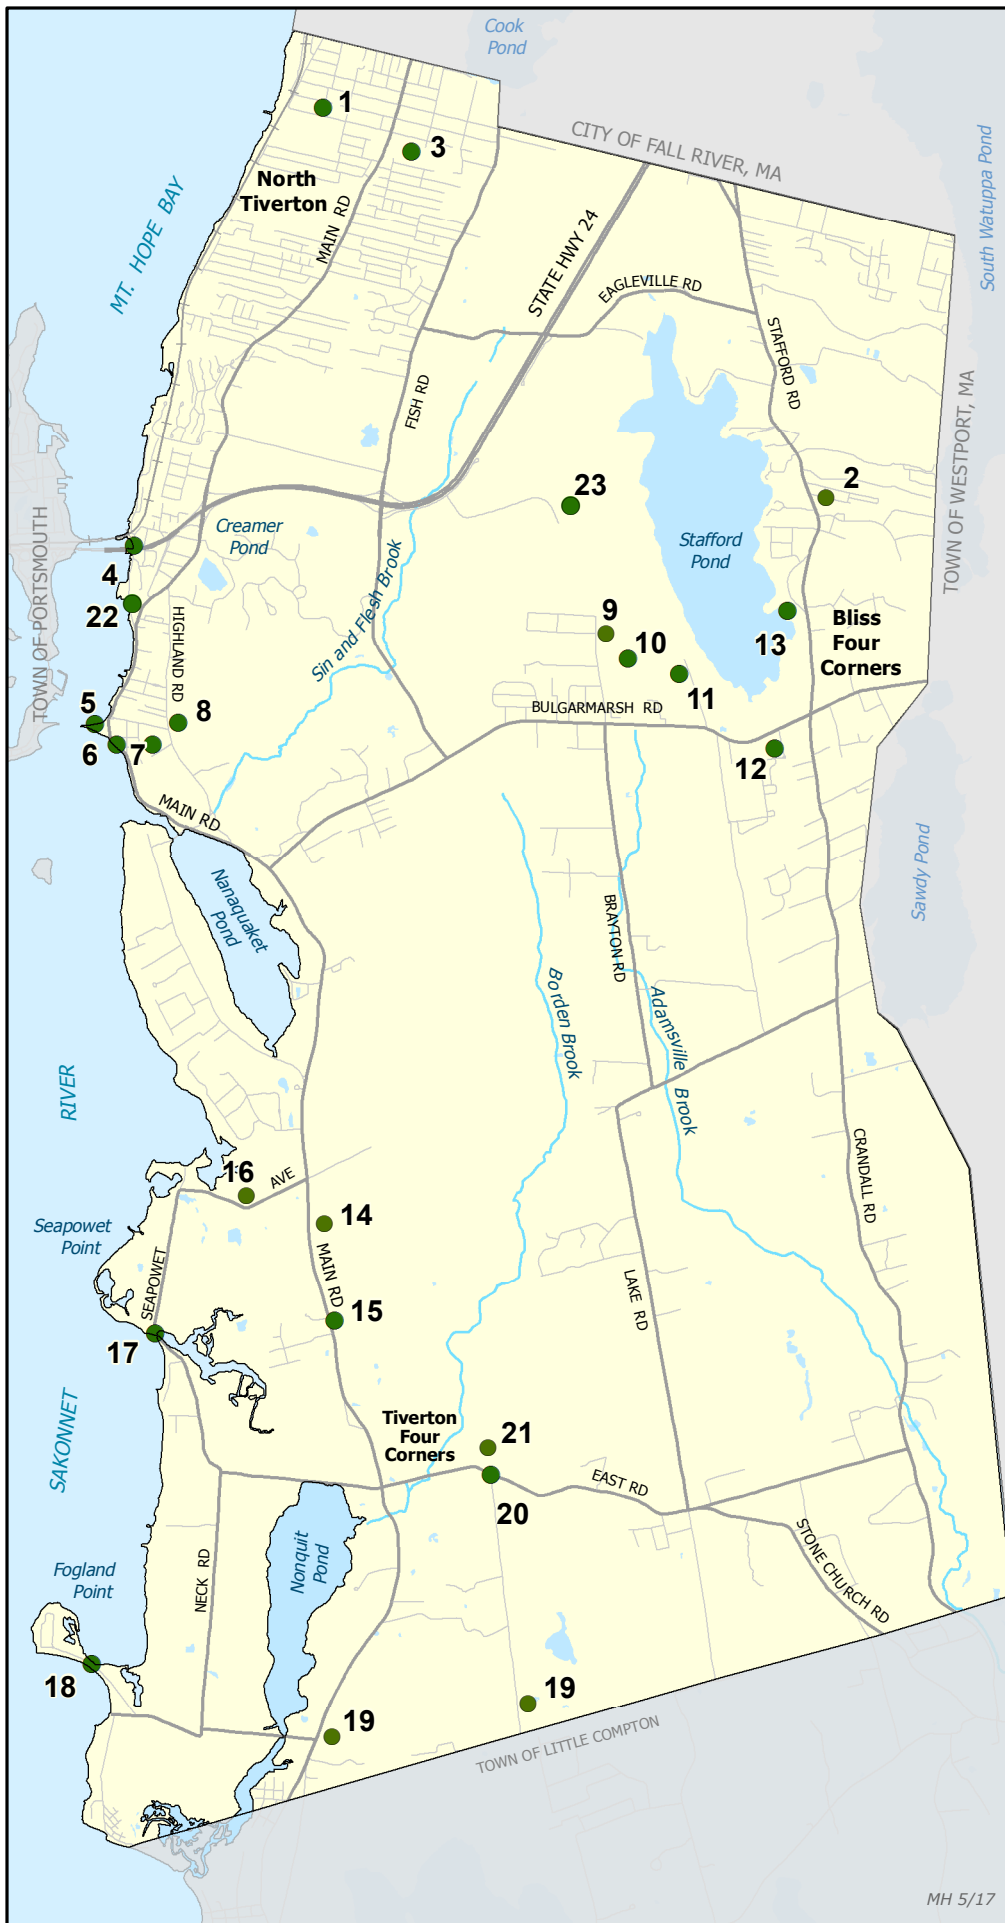 Cook
Pond
1
3
CITY OF FALL RIVER, MA
South Watuppa Pond
North
Tiverton
MAIN RD
MT. HOPE BAY
STATE HWY 24
EAGLEVILLE RD
STAFFORD RD
FISH RD
TOWN OF WESTPORT, MA
2
23
Creamer
Pond
Stafford
Pond
4
TOWN OF PORTSMOUTH
Sin and Flesh Brook
22
HIGHLAND RD
9
10
13
Bliss
Four
Corners
11
5
8
BULGARMARSH RD
6
7
12
MAIN RD
Nanaquaket
Pond
Sawdy Pond
BRAYTON RD
Borden Brook
Adamsville
Brook
RIVER
CRANDALL RD
16
AVE
14
Seapowet
Point
SEAPOWET
MAIN RD
LAKE RD
15
17
SAKONNET
Tiverton
Four
Corners
21
EAST RD
20
STONE CHURCH RD
Nonquit
Pond
Fogland
Point
NECK RD
18
19
19
TOWN OF LITTLE COMPTON
MH 5/17